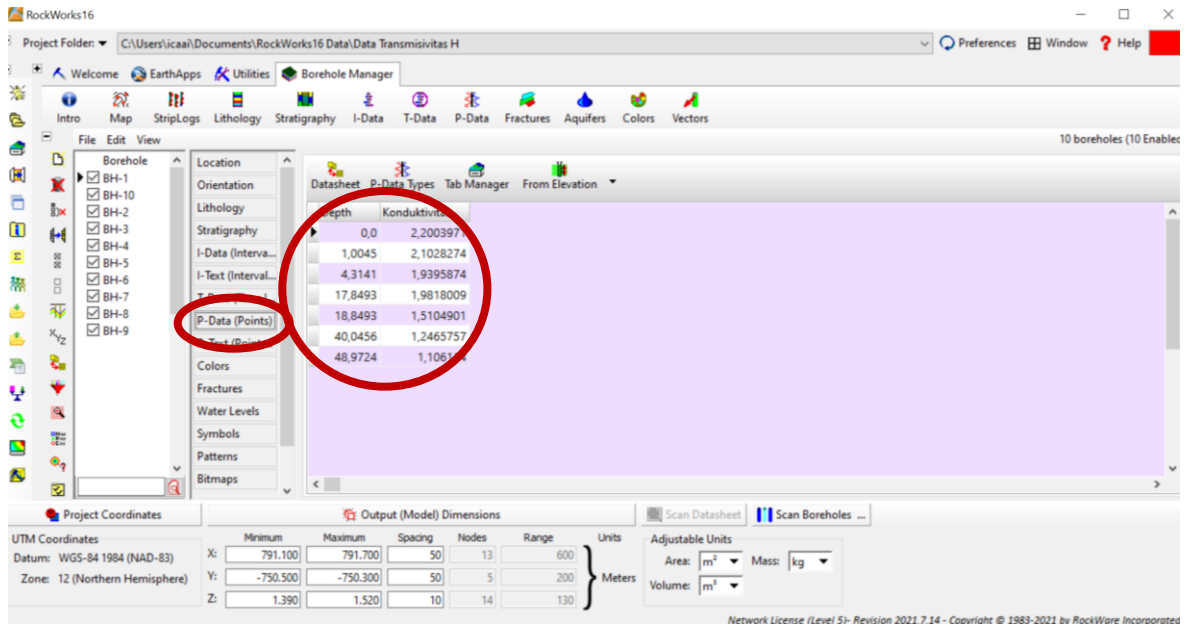 RockWorks16
Project Folder: C:\Users\icaai\Documents\RockWorks16 Data\Data Transmisivitas H Preferences Window Help
Welcome EarthApps Utilities Borehole Manager
Intro Map StripLogs Lithology Stratigraphy I-Data T-Data P-Data Fractures Aquifers Colors Vectors
File Edit View 10 boreholes (10 Enabled
Borehole
BH-1
BH-10
BH-2
BH-3
BH-4
BH-5
BH-6
BH-7
BH-8
BH-9
Location
Orientation
Lithology
Stratigraphy
I-Data (Interva...
I-Text (Interval...
P-Data (Points)
Colors
Fractures
Water Levels
Symbols
Patterns
Bitmaps
Datasheet P-Data Types Tab Manager From Elevation
Depth Konduktivita
0,0 2,2003971
1,0045 2,1028274
4,3141 1,9395874
17,8493 1,9818009
18,8493 1,5104901
40,0456 1,2465757
48,9724
Project Coordinates Output (Model) Dimensions Scan Datasheet Scan Boreholes ...
UTM Coordinates Minimum Maximum Spacing Nodes Range Units Adjustable Units
Datum: WGS-84 1984 (NAD-83) X: 791.100 791.700 50 13 600 Area: m² Mass: kg
Zone: 12 (Northern Hemisphere) Y: -750.500 -750.300 50 5 200 Meters Volume: m³
Z: 1.390 1.520 10 14 130
Network License (Level 5)- Revision 2021.7.14 - Copyright © 1983-2021 by RockWare Incorporated